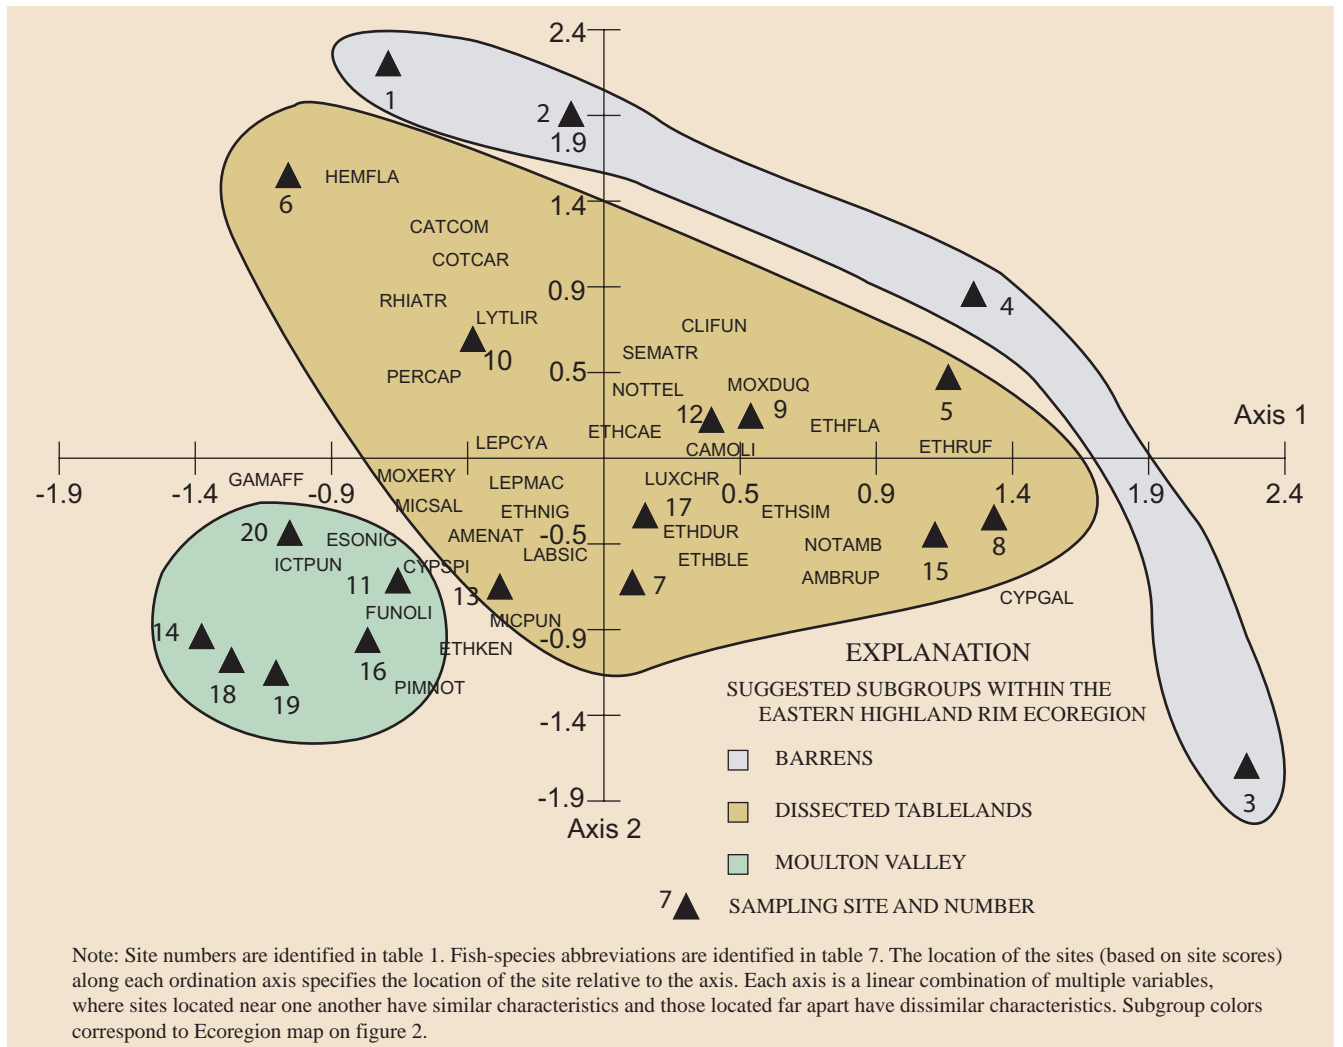 2.4
1
2
1.9
HEMFLA
6
1.4
CATCOM
COTCAR
0.9
RHIATR
4
LYTLIR
CLIFUN
10
SEMATR
PERCAP
0.5
NOTTEL
MOXDUQ
5
12
9
Axis 1
ETHCAE
ETHFLA
LEPCYA
CAMOLI
ETHRUF
GAMAFF
MOXERY
LEPMAC
LUXCHR
-1.9
-1.4
-0.9
0.5
0.9
1.4
1.9
2.4
MICSAL
ETHNIG
17
ETHSIM
20
ESONIG
AMENAT
-0.5
ETHDUR
NOTAMB
8
ICTPUN
CYPSPI
LABSIC
ETHBLE
15
11
13
7
AMBRUP
CYPGAL
FUNOLI
MICPUN
14
-0.9
ETHKEN
16
18
19
PIMNOT
-1.4
-1.9
Axis 2
3
EXPLANATION
SUGGESTED SUBGROUPS WITHIN THE
EASTERN HIGHLAND RIM ECOREGION
BARRENS
DISSECTED TABLELANDS
MOULTON VALLEY
7
SAMPLING SITE AND NUMBER
Note: Site numbers are identified in table 1. Fish-species abbreviations are identified in table 7. The location of the sites (based on site scores)
along each ordination axis specifies the location of the site relative to the axis. Each axis is a linear combination of multiple variables,
where sites located near one another have similar characteristics and those located far apart have dissimilar characteristics. Subgroup colors
correspond to Ecoregion map on figure 2.